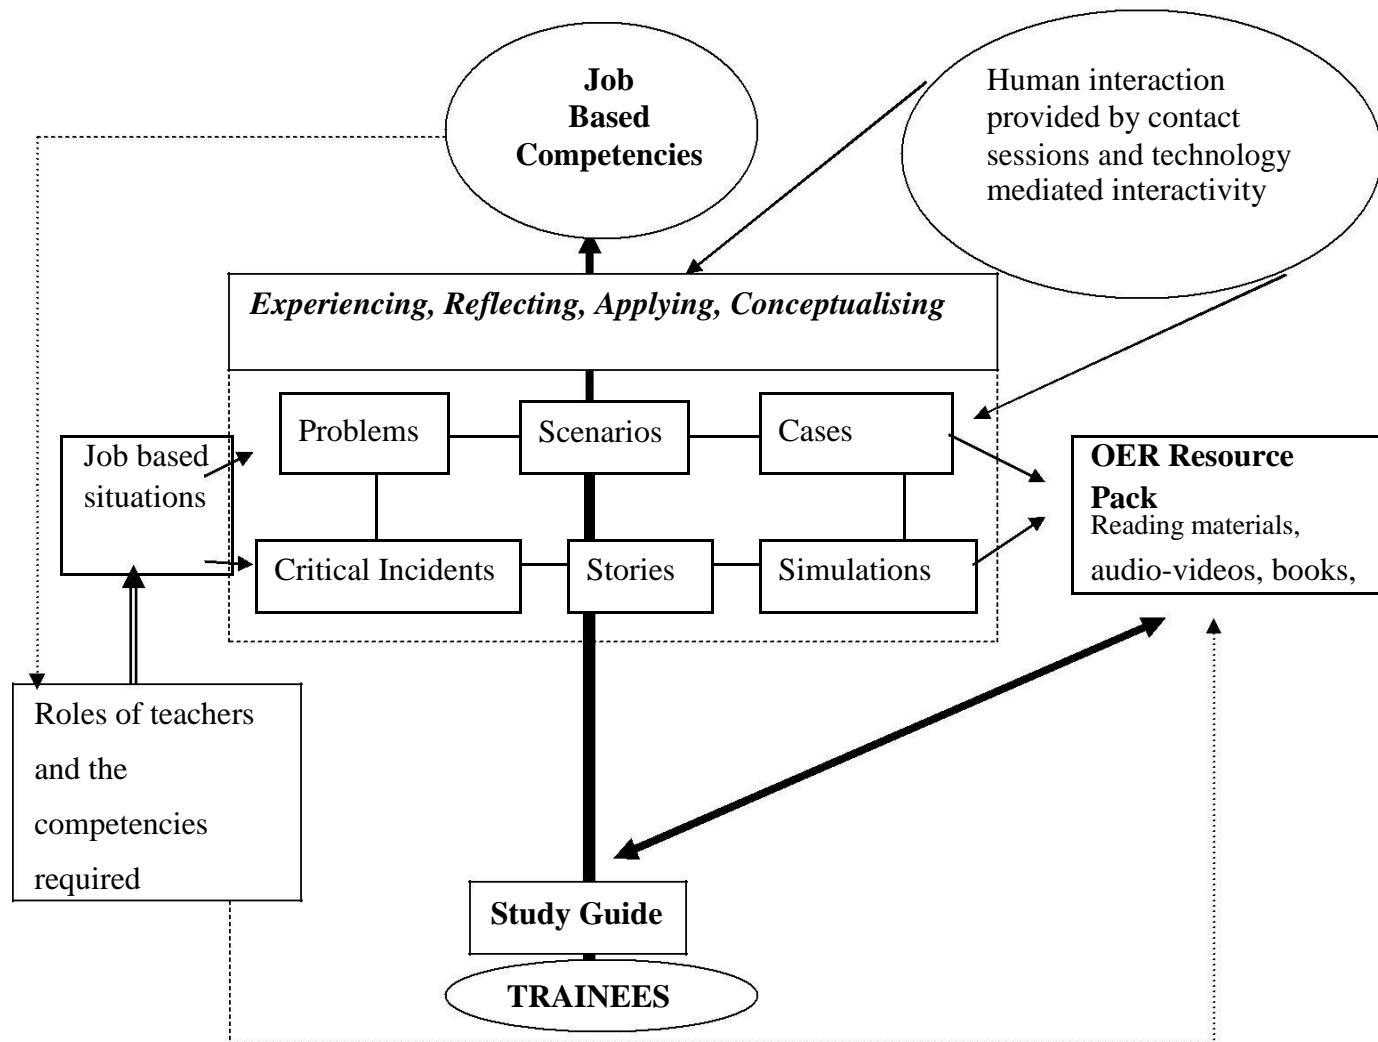 Job
Based
Competencies
Human interaction
provided by contact
sessions and technology
mediated interactivity
Experiencing, Reflecting, Applying, Conceptualising
Problems
Scenarios
Cases
Job based
situations
OER Resource
Pack
Reading materials,
audio-videos, books,
Critical Incidents
Stories
Simulations
Roles of teachers
and the
competencies
required
Study Guide
TRAINEES